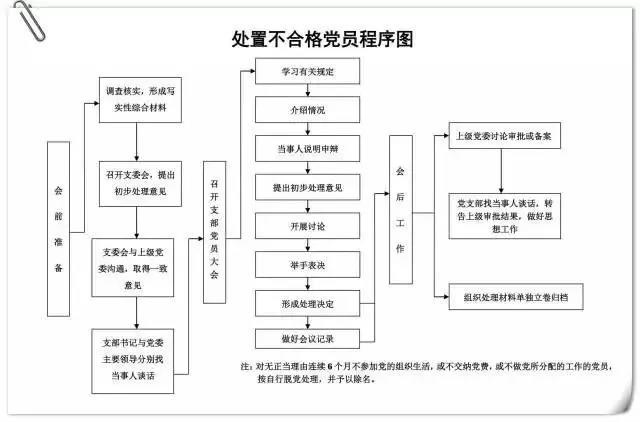 处置不合格党员程序图
会
前
准
备
调查核实，形成写
实性综合材料
召开支委会，提出
初步处理意见
支委会与上级党
委沟通，取得一致
意见
支部书记与党委
主要领导分别找
当事人谈话
召
开
支
部
党
员
大
会
学习有关规定
介绍情况
当事人说明申辩
提出初步处理意见
开展讨论
举手表决
形成处理决定
做好会议记录
会
后
工
作
上级党委讨论审批或备案
党支部找当事人谈话，转
告上级审批结果，做好思
想工作
组织处理材料单独立卷归档
注：对无正当理由连续6个月不参加党的组织生活，或不交纳党费，或不做党所分配的工作的党员，
按自行脱党处理，并予以除名。